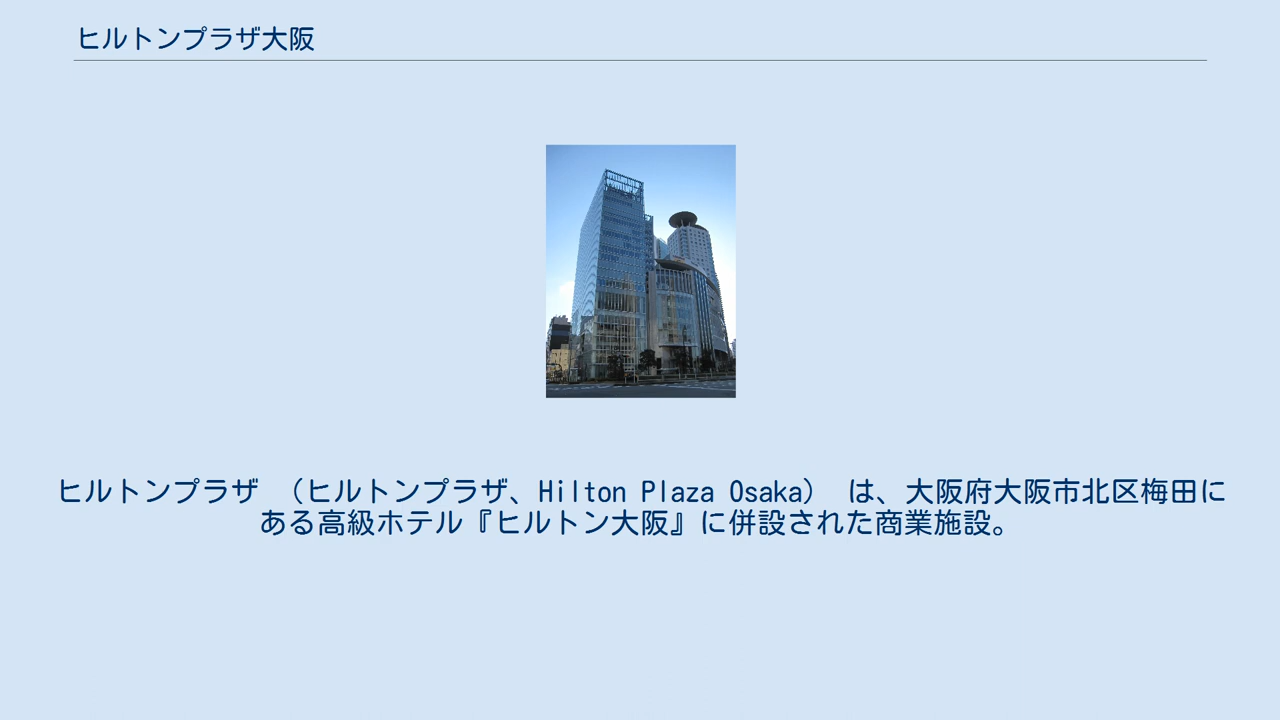 ヒルトンプラザ大阪
ヒルトンプラザ （ヒルトンプラザ、Hilton Plaza Osaka） は、大阪府大阪市北区梅田に
ある高級ホテル『ヒルトン大阪』に併設された商業施設。